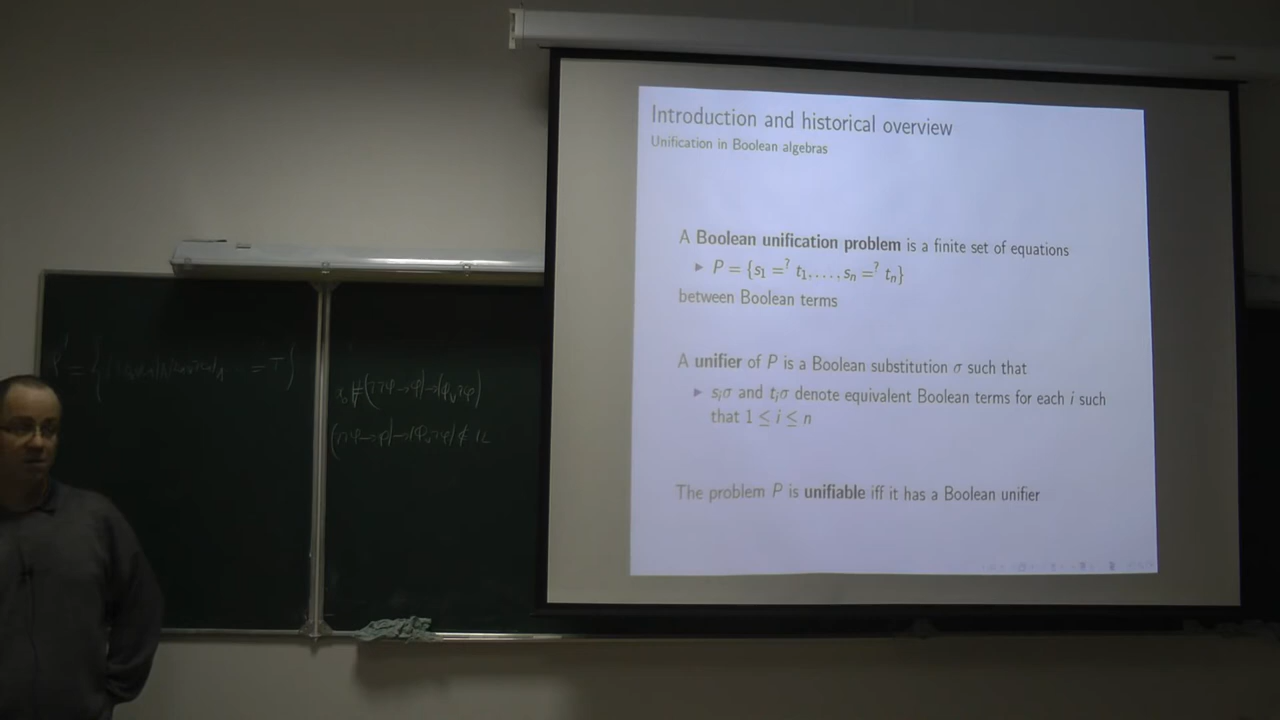 Introduction and historical overview
Unification in Boolean algebras
A Boolean unification problem is a finite set of equations
▶ P = {s₁ =? t₁, . . . , sₙ =? tₙ}
between Boolean terms
A unifier of P is a Boolean substitution σ such that
▶ sᵢσ and tᵢσ denote equivalent Boolean terms for each i such
that 1 ≤ i ≤ n
The problem P is unifiable iff it has a Boolean unifier